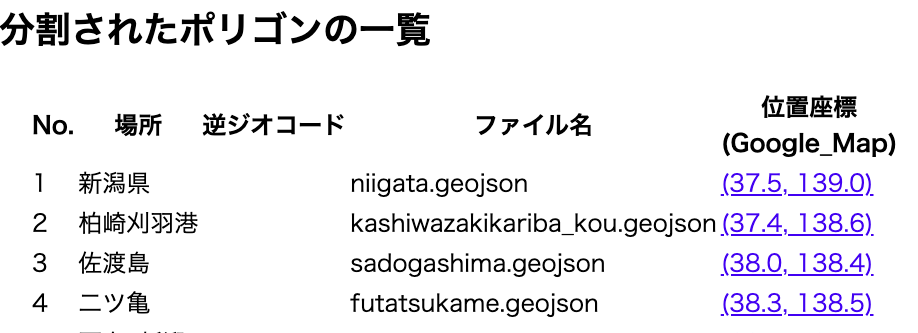 分割されたポリゴンの一覧
No. 場所 逆ジオコード ファイル名 位置座標
(Google_Map)
1 新潟県 niigata.geojson (37.5, 139.0)
2 柏崎刈羽港 kashiwazakikariba_kou.geojson (37.4, 138.6)
3 佐渡島 sadogashima.geojson (38.0, 138.4)
4 二ツ亀 futatsukame.geojson (38.3, 138.5)